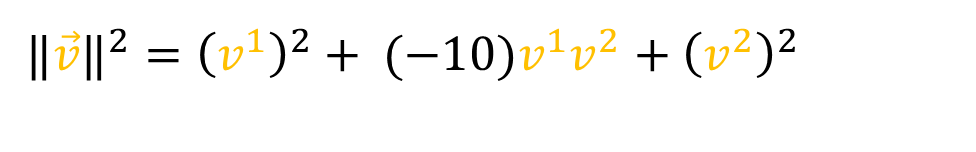 ‖v⃗‖² = (v¹)² + (−10)v¹v² + (v²)²